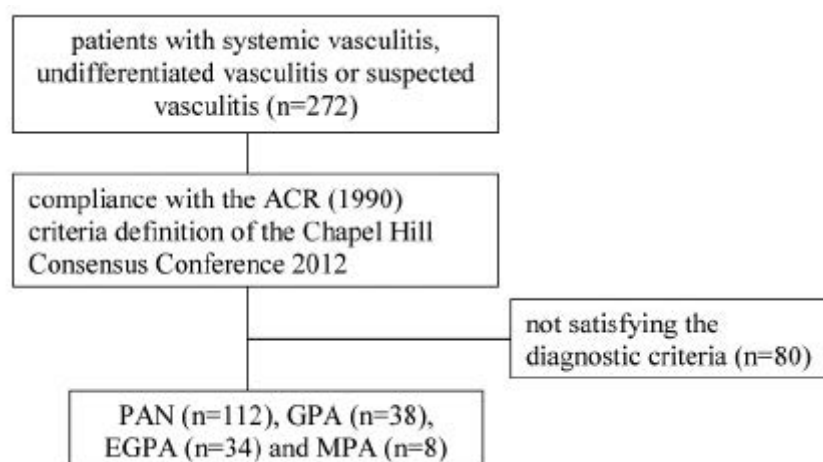 patients with systemic vasculitis,
undifferentiated vasculitis or suspected
vasculitis (n=272)
compliance with the ACR (1990)
criteria definition of the Chapel Hill
Consensus Conference 2012
not satisfying the
diagnostic criteria (n=80)
PAN (n=112), GPA (n=38),
EGPA (n=34) and MPA (n=8)